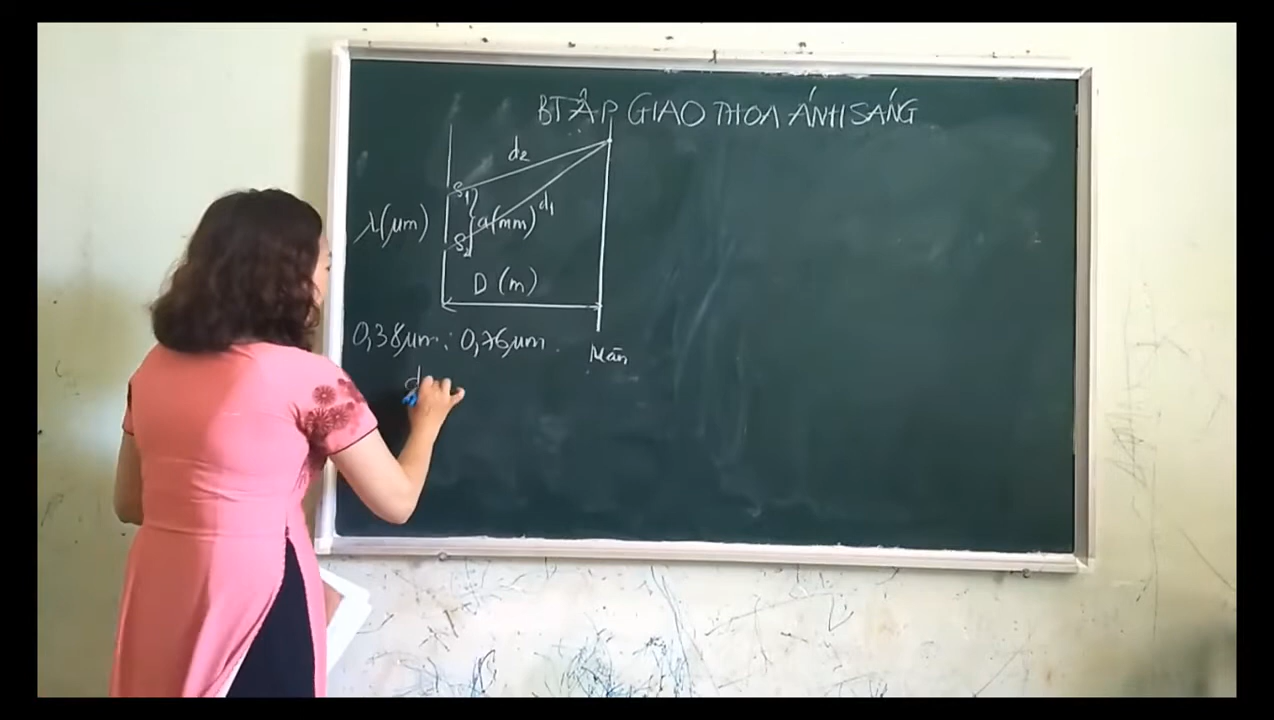 BT ẬP GIAO THOA ÁNH SÁNG
d2
S1
λ(μm)
a(mm)
d1
S2
D (m)
0,38μm ÷ 0,76μm
Màn
d